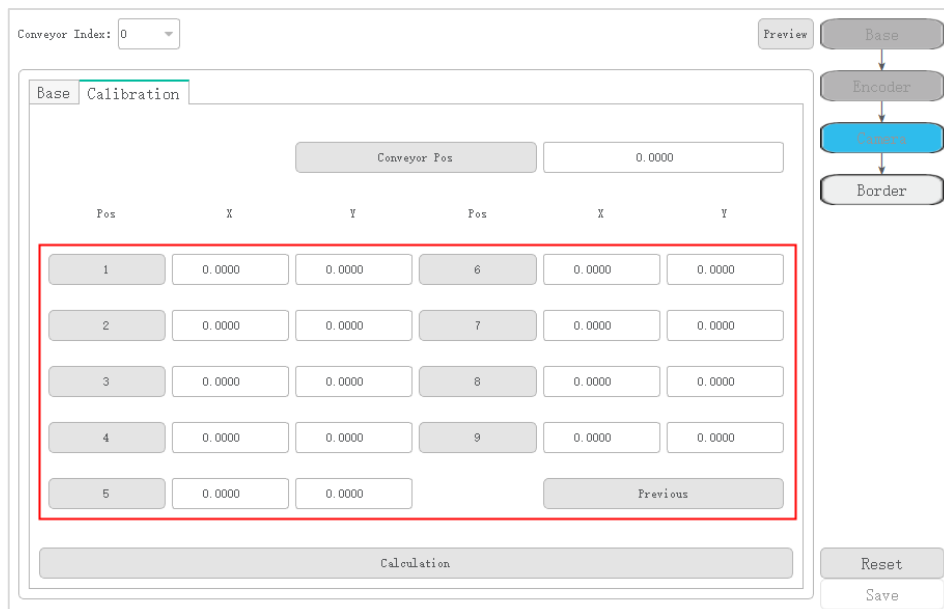 Conveyor Index: 0 Preview Base
Base Calibration Encoder
Conveyor Pos 0.0000 Camera
Border
Pos X Y Pos X Y
1 0.0000 0.0000 6 0.0000 0.0000
2 0.0000 0.0000 7 0.0000 0.0000
3 0.0000 0.0000 8 0.0000 0.0000
4 0.0000 0.0000 9 0.0000 0.0000
5 0.0000 0.0000 Previous
Calculation Reset
Save